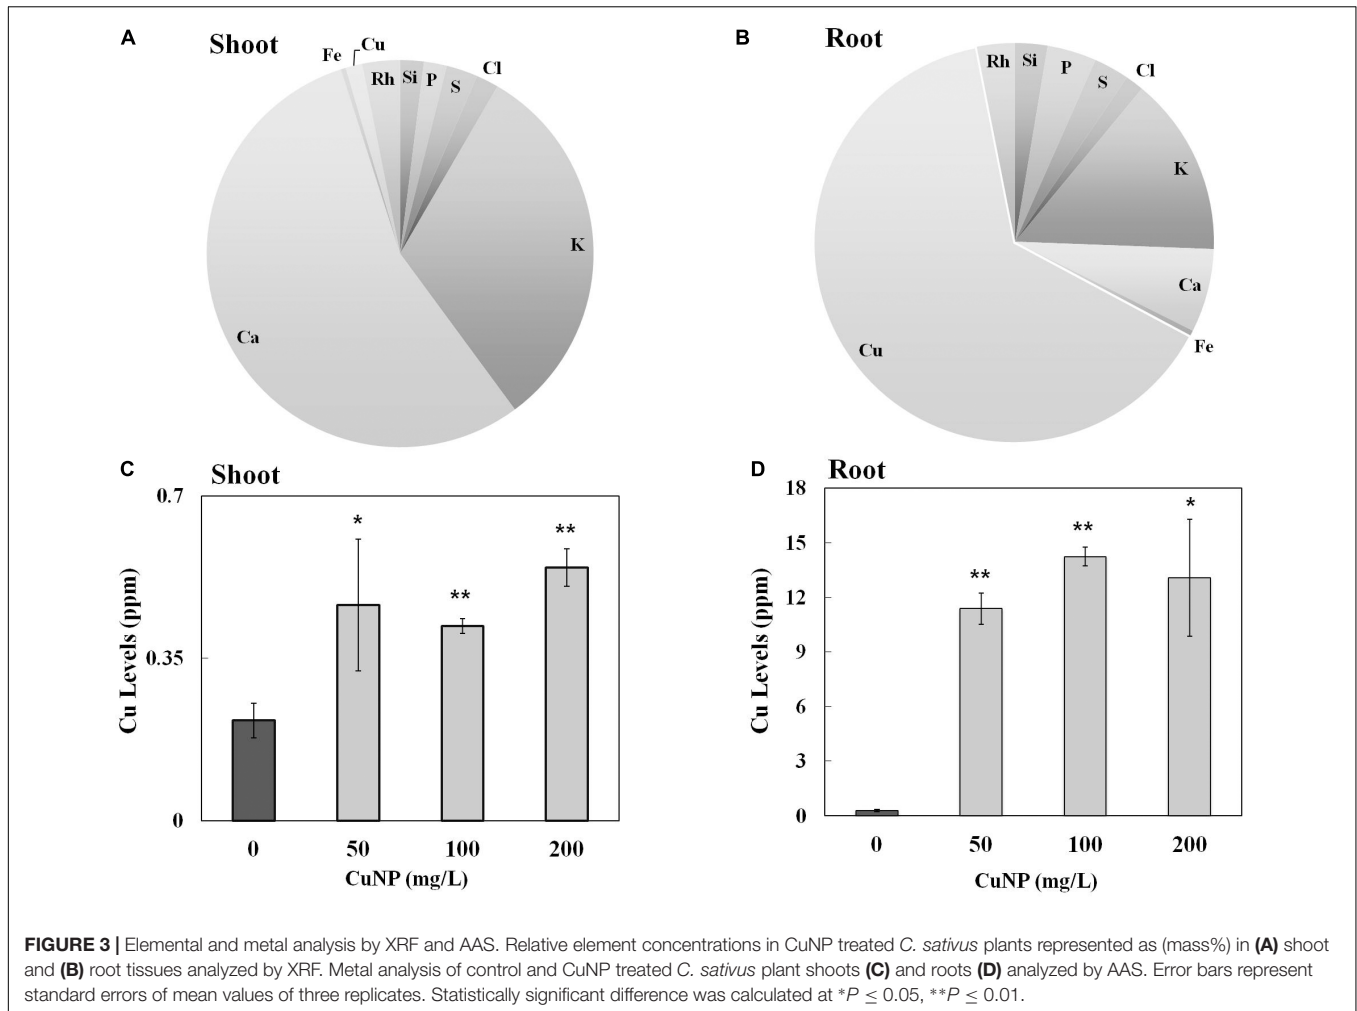 A
Shoot
Fe
Cu
Rh
Si
P
S
Cl
K
Ca
B
Root
Rh
Si
P
S
Cl
K
Ca
Fe
Cu
C
Shoot
0.7
0.35
0
Cu Levels (ppm)
*
**
**
0
50
100
200
CuNP (mg/L)
D
Root
18
15
12
9
6
3
0
Cu Levels (ppm)
**
**
*
0
50
100
200
CuNP (mg/L)
FIGURE 3 | Elemental and metal analysis by XRF and AAS. Relative element concentrations in CuNP treated C. sativus plants represented as (mass%) in (A) shoot
and (B) root tissues analyzed by XRF. Metal analysis of control and CuNP treated C. sativus plant shoots (C) and roots (D) analyzed by AAS. Error bars represent
standard errors of mean values of three replicates. Statistically significant difference was calculated at *P ≤ 0.05, **P ≤ 0.01.